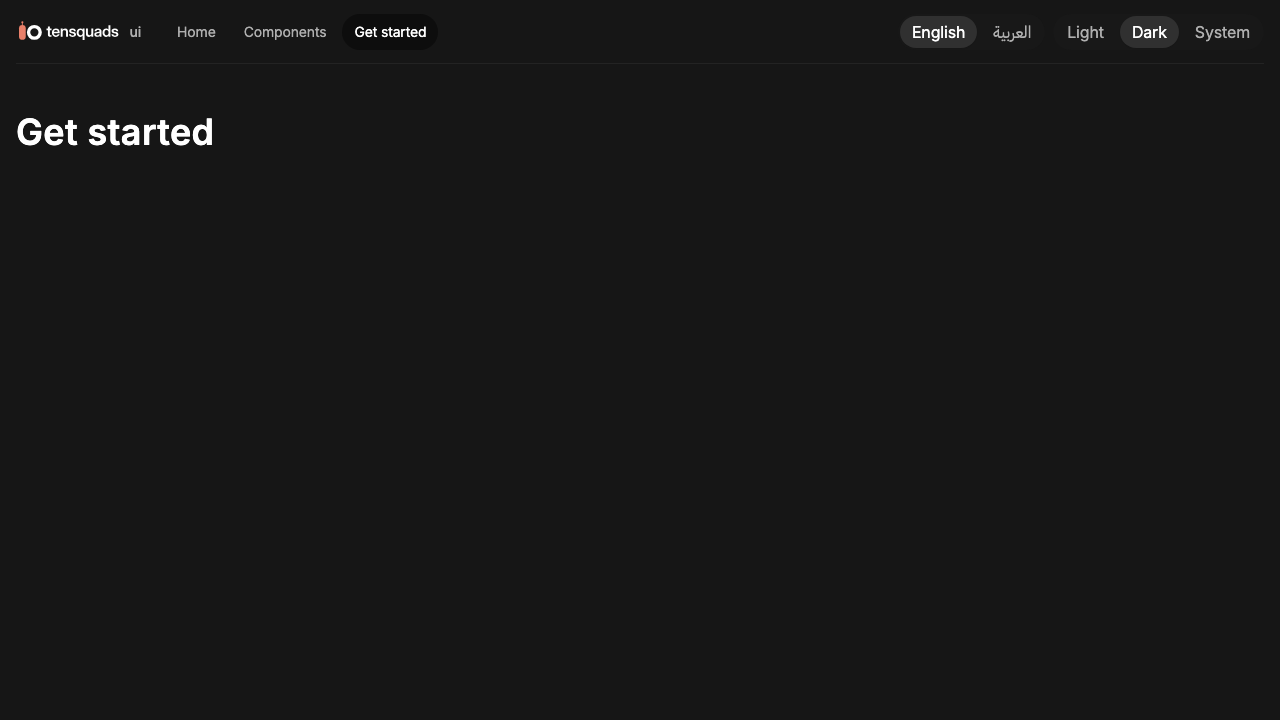 tensquads ui Home Components Get started English العربية Light Dark System
Get started